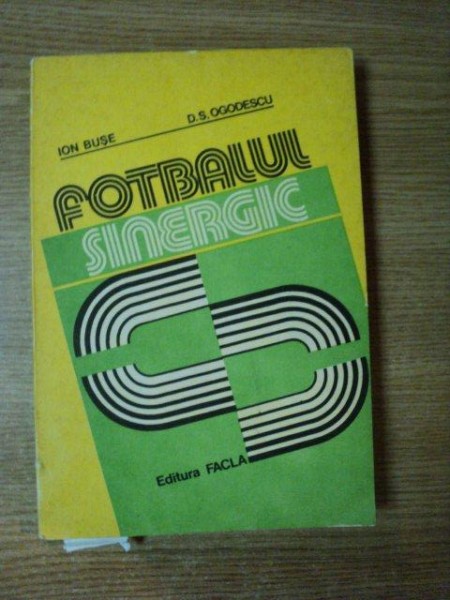 ION BUȘE
D.S. OGODESCU
FOTBALUL
SINERGIC
Editura FACLA